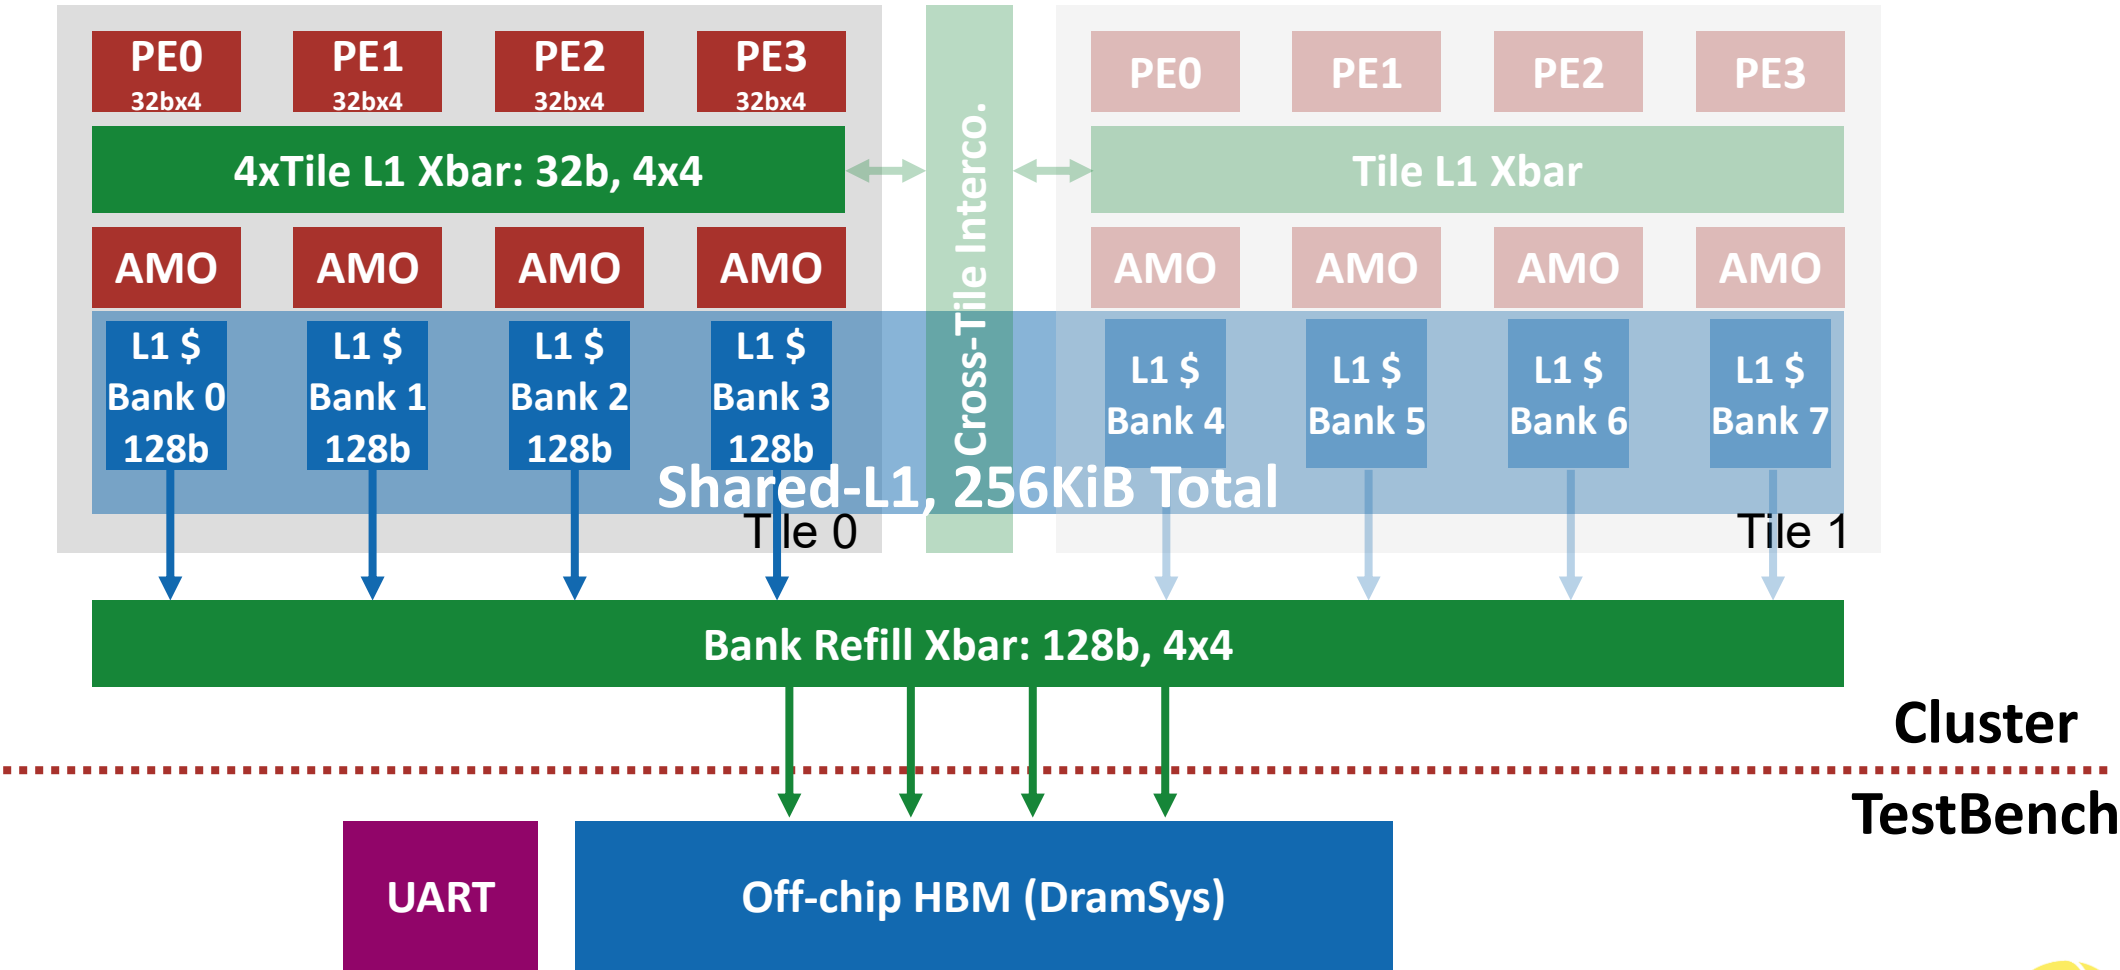 PE0
32bx4
PE1
32bx4
PE2
32bx4
PE3
32bx4
4xTile L1 Xbar: 32b, 4x4
AMO
AMO
AMO
AMO
L1 $
Bank 0
128b
L1 $
Bank 1
128b
L1 $
Bank 2
128b
L1 $
Bank 3
128b
Tile 0
Cross-Tile Interco.
PE0
PE1
PE2
PE3
Tile L1 Xbar
AMO
AMO
AMO
AMO
L1 $
Bank 4
L1 $
Bank 5
L1 $
Bank 6
L1 $
Bank 7
Tile 1
Shared-L1, 256KiB Total
Bank Refill Xbar: 128b, 4x4
Cluster
TestBench
UART
Off-chip HBM (DramSys)